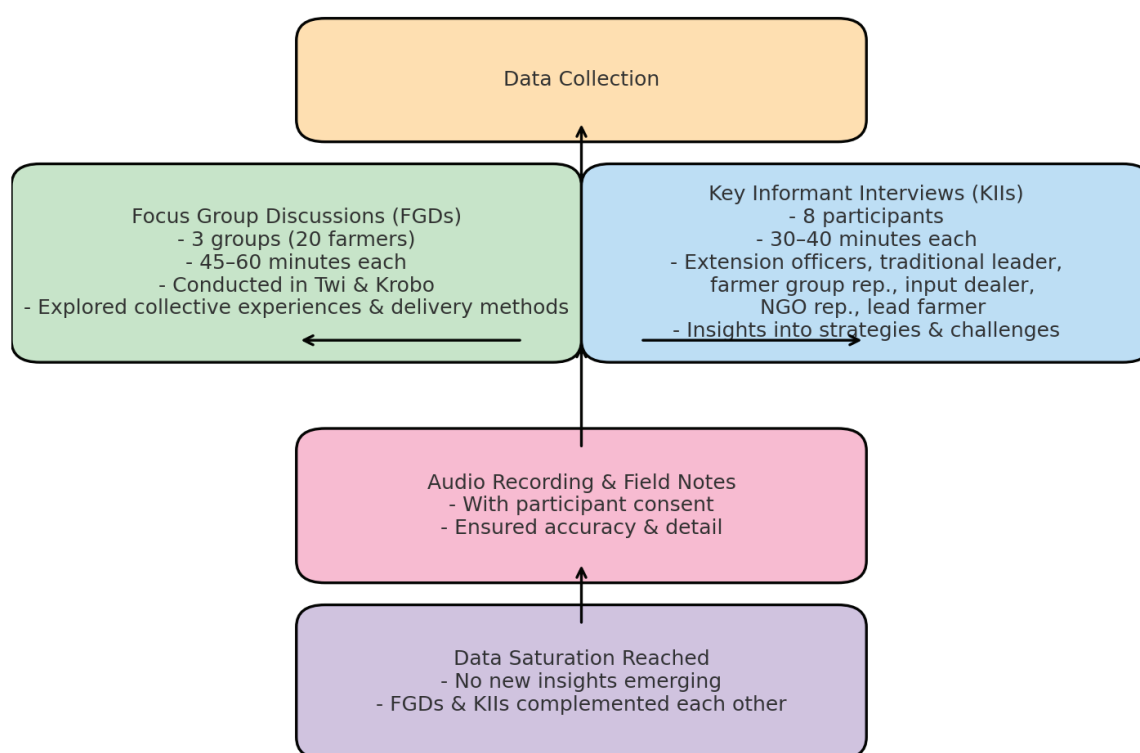 Data Collection
Focus Group Discussions (FGDs)
- 3 groups (20 farmers)
- 45–60 minutes each
- Conducted in Twi & Krobo
- Explored collective experiences & delivery methods
Key Informant Interviews (KIIs)
- 8 participants
- 30–40 minutes each
- Extension officers, traditional leader,
farmer group rep., input dealer,
NGO rep., lead farmer
- Insights into strategies & challenges
Audio Recording & Field Notes
- With participant consent
- Ensured accuracy & detail
Data Saturation Reached
- No new insights emerging
- FGDs & KIIs complemented each other